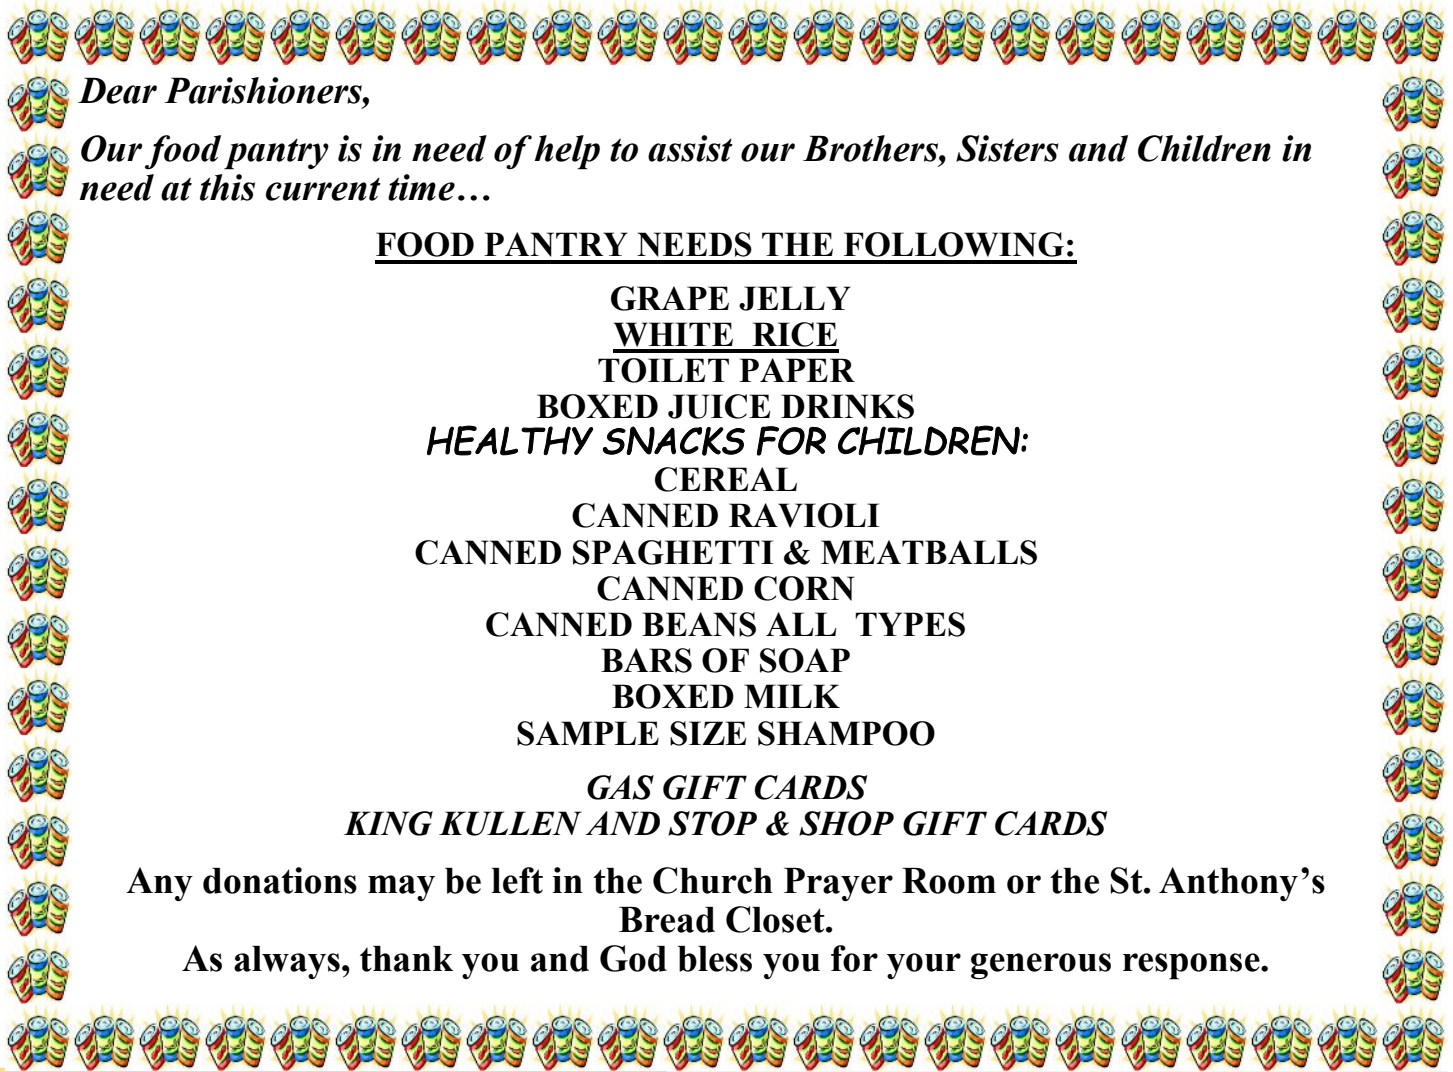 Dear Parishioners,
Our food pantry is in need of help to assist our Brothers, Sisters and Children in
need at this current time…
FOOD PANTRY NEEDS THE FOLLOWING:
GRAPE JELLY
WHITE  RICE
TOILET PAPER
BOXED JUICE DRINKS
HEALTHY SNACKS FOR CHILDREN:
CEREAL
CANNED RAVIOLI
CANNED SPAGHETTI & MEATBALLS
CANNED CORN
CANNED BEANS ALL  TYPES
BARS OF SOAP
BOXED MILK
SAMPLE SIZE SHAMPOO
GAS GIFT CARDS
KING KULLEN AND STOP & SHOP GIFT CARDS
Any donations may be left in the Church Prayer Room or the St. Anthony’s
Bread Closet.
As always, thank you and God bless you for your generous response.